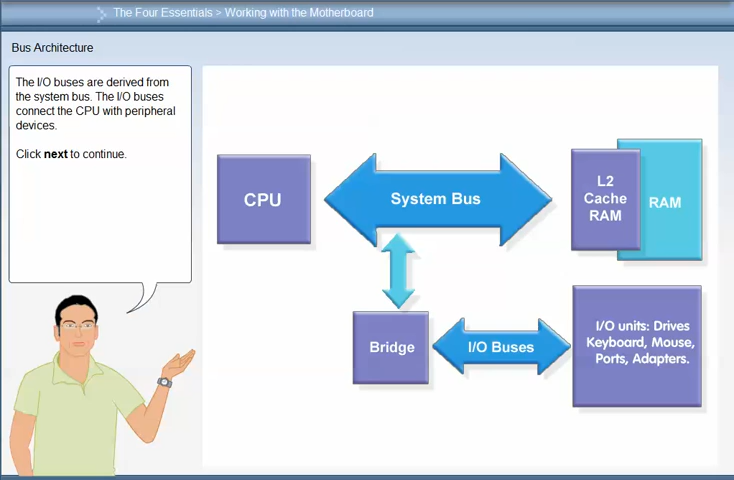 The Four Essentials > Working with the Motherboard
Bus Architecture
The I/O buses are derived from
the system bus. The I/O buses
connect the CPU with peripheral
devices.
Click next to continue.
CPU
System Bus
L2
Cache
RAM
RAM
Bridge
I/O Buses
I/O units: Drives
Keyboard, Mouse,
Ports, Adapters.